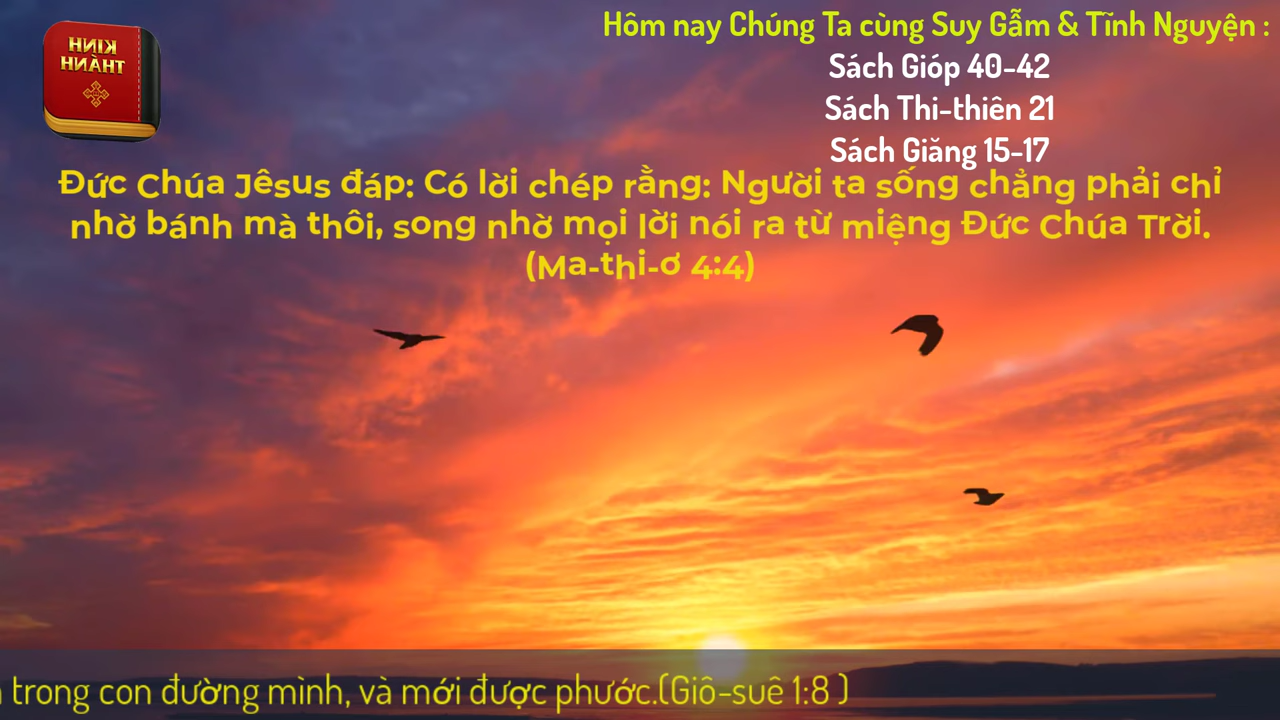 KINH
THÁNH
Hôm nay Chúng Ta cùng Suy Gẫm & Tĩnh Nguyện :
Sách Gióp 40-42
Sách Thi-thiên 21
Sách Giăng 15-17
Đức Chúa Jêsus đáp: Có lời chép rằng: Người ta sống chẳng phải chỉ
nhờ bánh mà thôi, song nhờ mọi lời nói ra từ miệng Đức Chúa Trời.
(Ma-thi-ơ 4:4)
trong con đường mình, và mới được phước.(Giô-suê 1:8 )